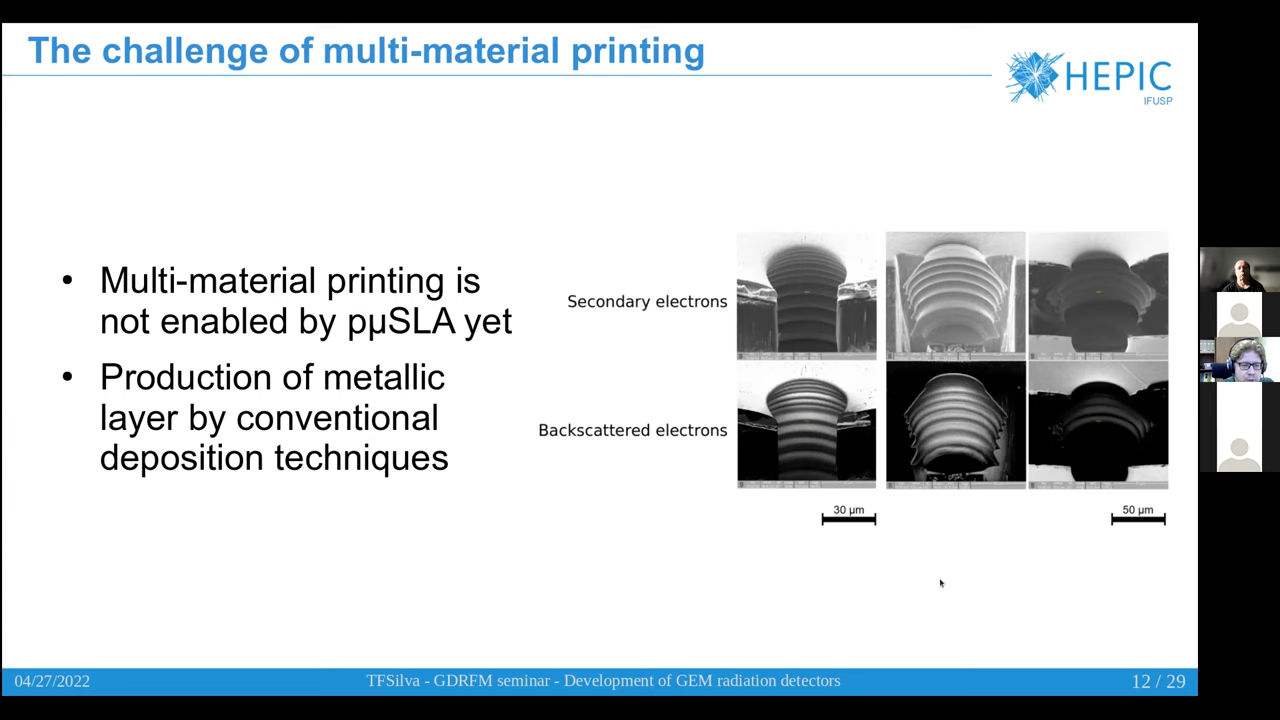 The challenge of multi-material printing
HEPIC
IFUSP
• Multi-material printing is
not enabled by pμSLA yet
• Production of metallic
layer by conventional
deposition techniques
Secondary electrons
Backscattered electrons
30 μm
50 μm
04/27/2022
TFSilva - GDRFM seminar - Development of GEM radiation detectors
12 / 29